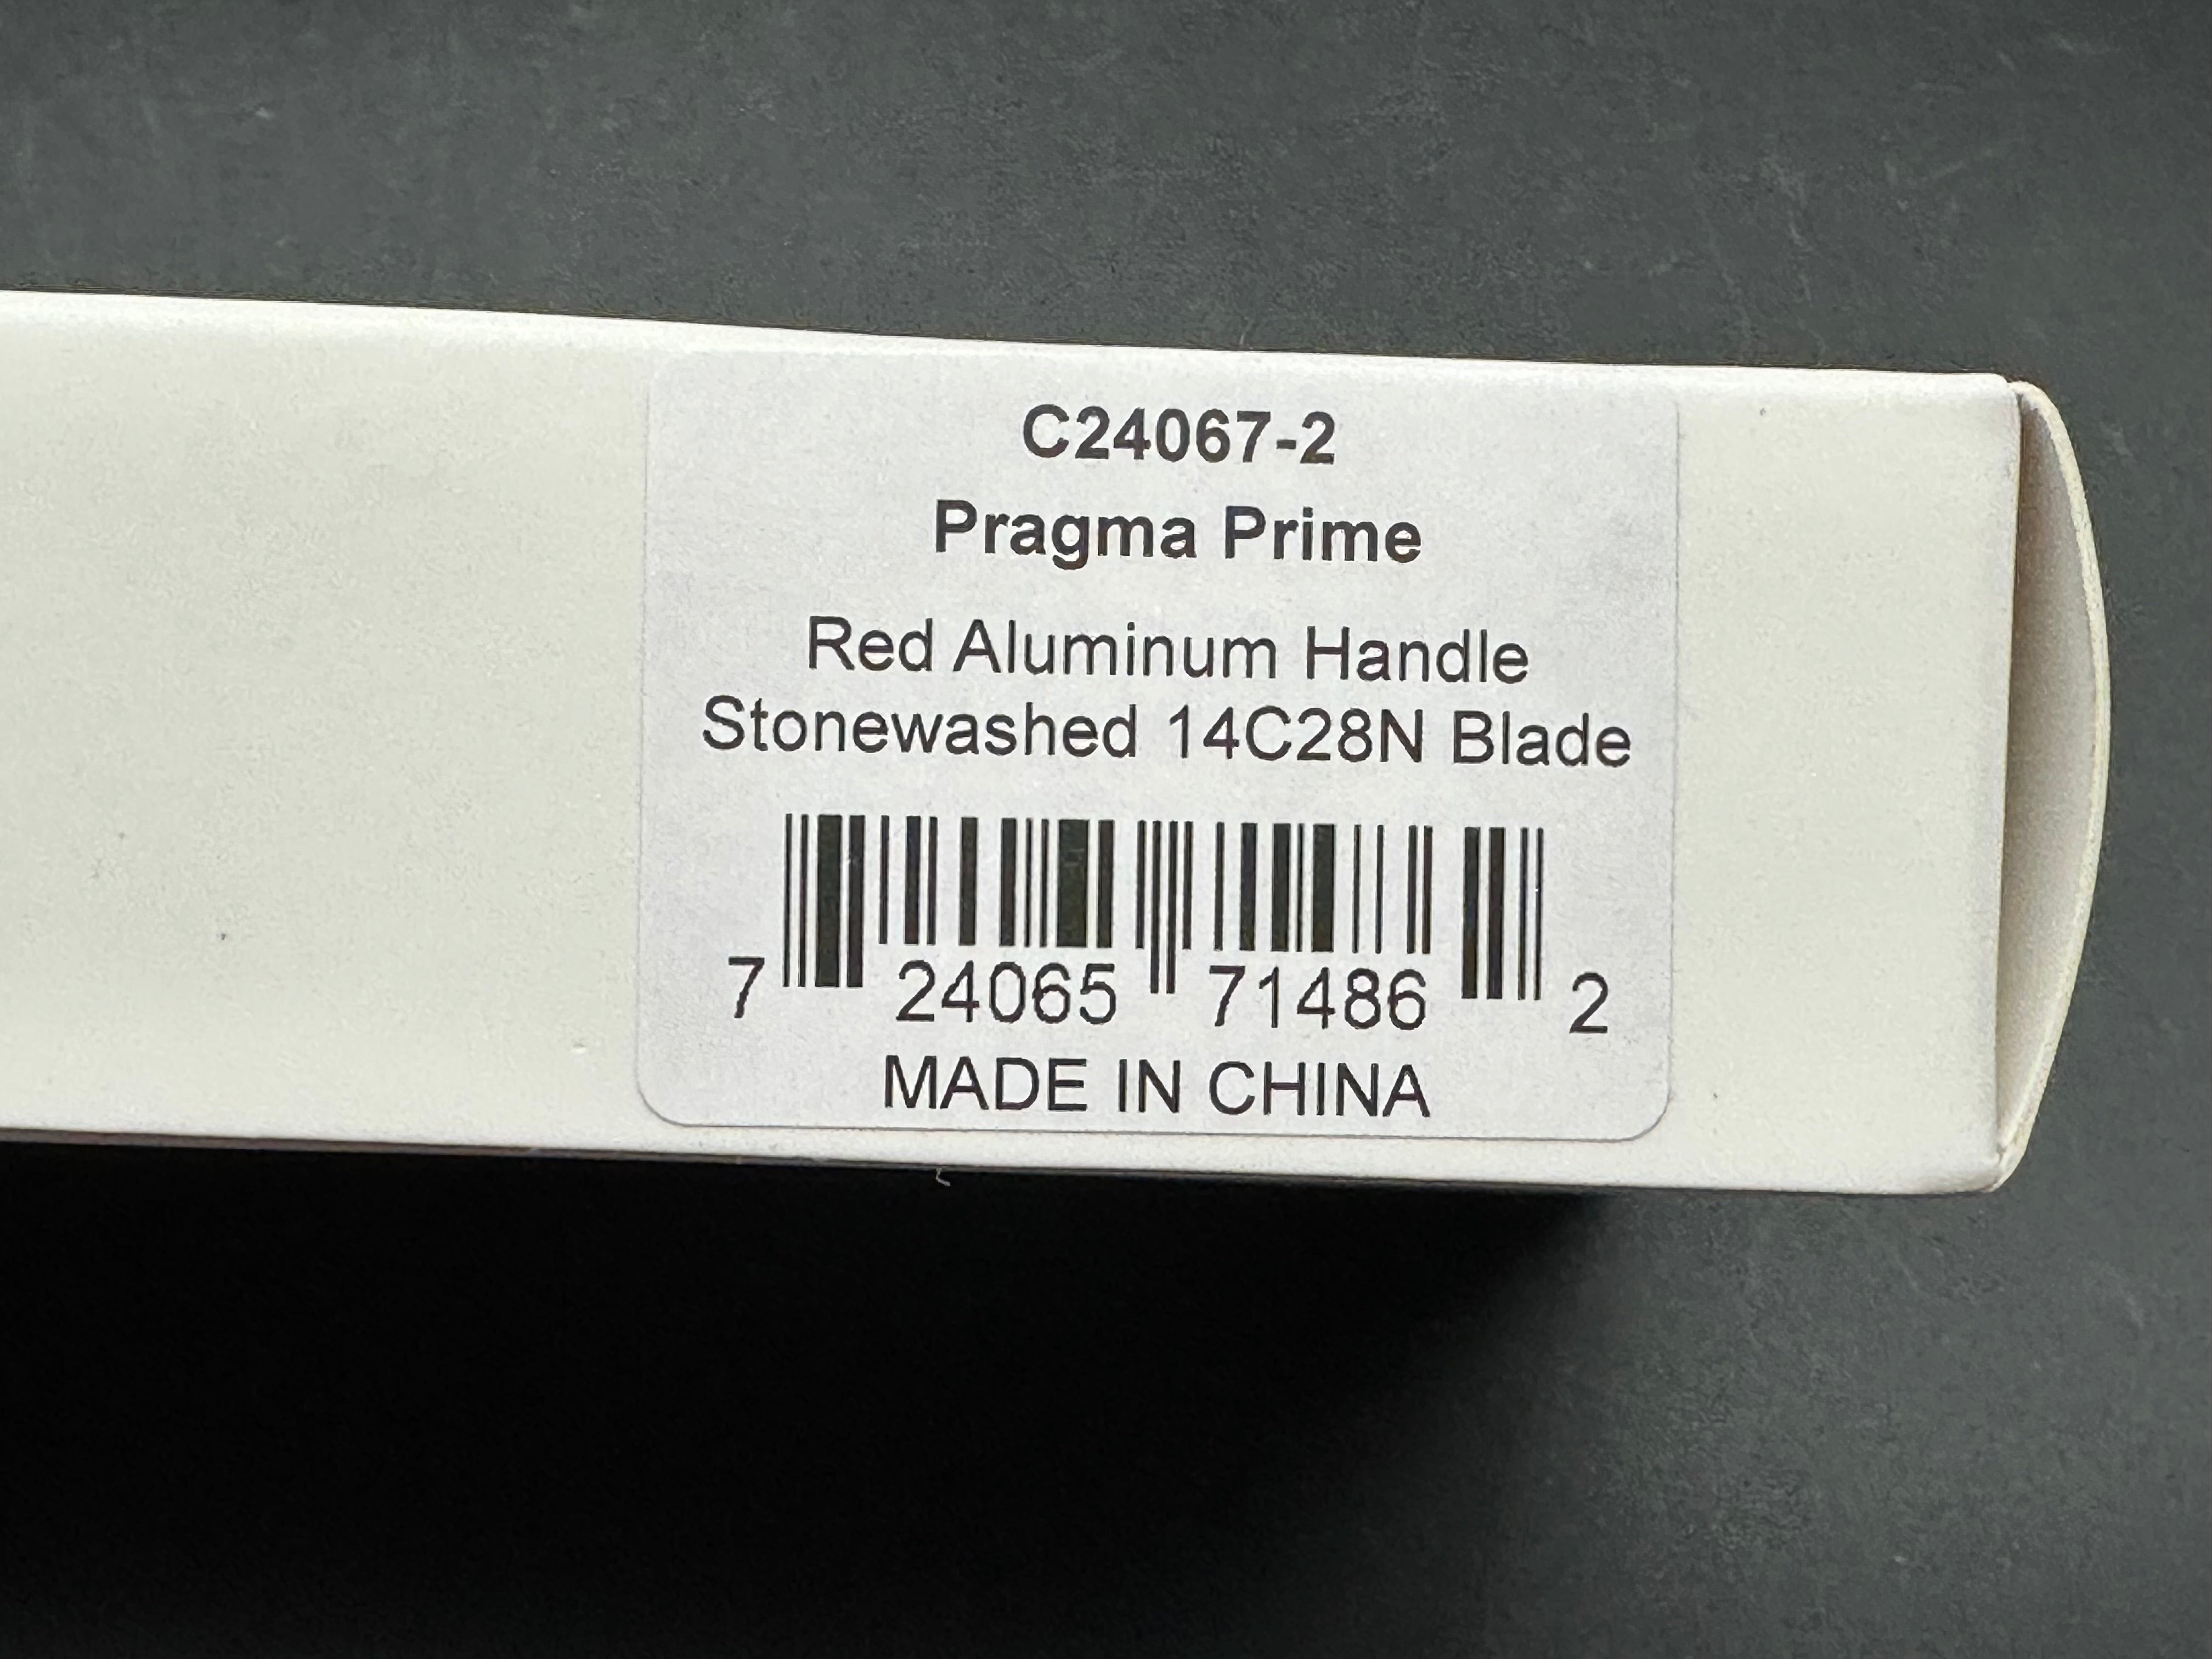 C24067-2
Pragma Prime
Red Aluminum Handle
Stonewashed 14C28N Blade
7 24065 71486 2
MADE IN CHINA